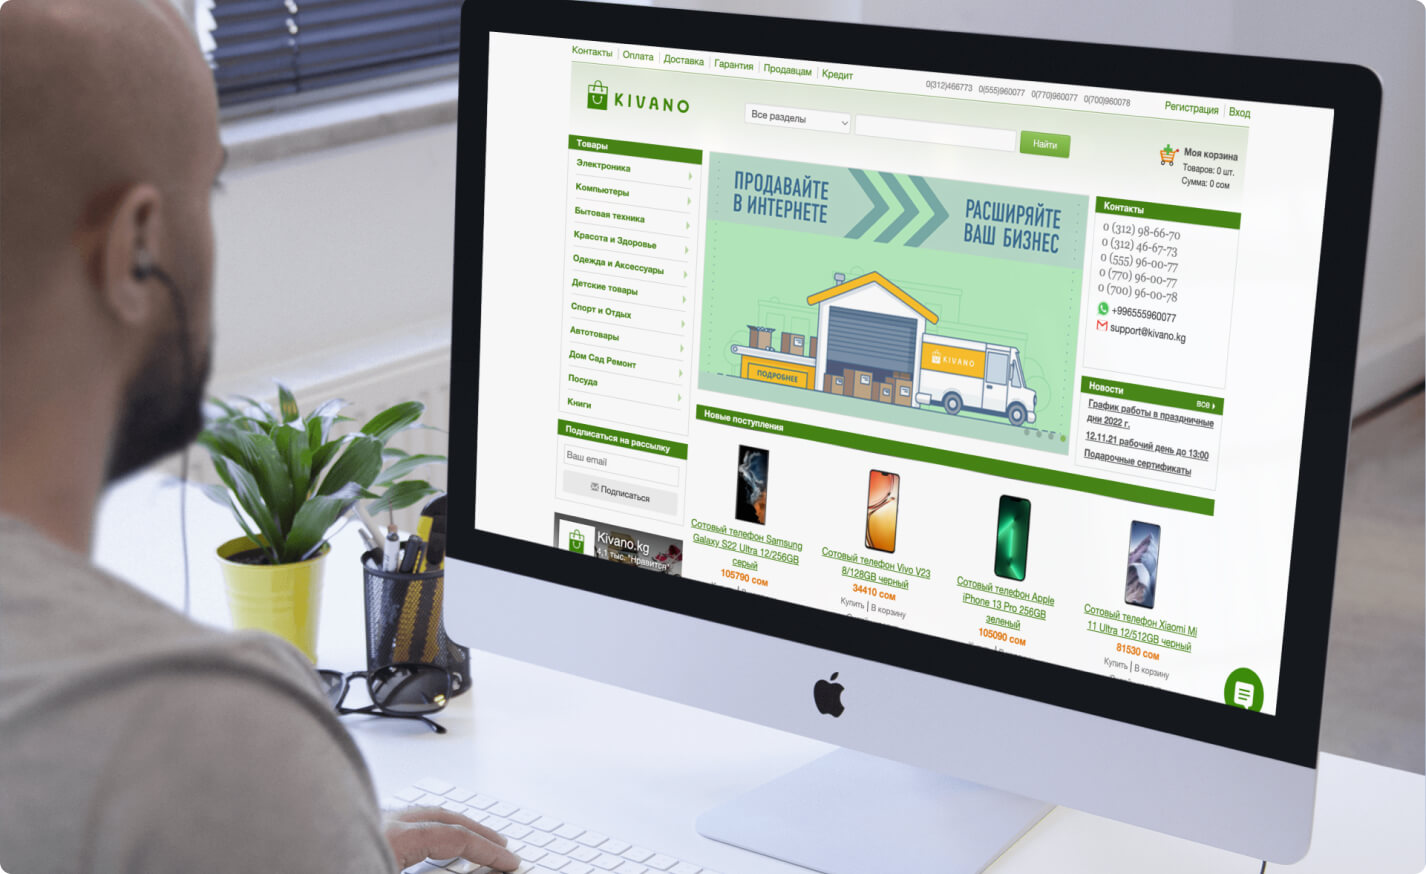 Контакты Оплата Доставка Гарантия Продавцам Кредит
0(312)466773 0(555)960077 0(770)960077 0(700)960078
Регистрация Вход
KIVANO
Все разделы
Найти
Моя корзина
Товаров: 0 шт.
Сумма: 0 сом
Товары
Электроника
Компьютеры
Бытовая техника
Красота и Здоровье
Одежда и Аксессуары
Детские товары
Спорт и Отдых
Автотовары
Дом Сад Ремонт
Посуда
Книги
Подписаться на рассылку
Ваш email
Подписаться
Kivano.kg
4,1 тыс. "Нравится"
ПРОДАВАЙТЕ
В ИНТЕРНЕТЕ
РАСШИРЯЙТЕ
ВАШ БИЗНЕС
KIVANO
ПОДРОБНЕЕ
Контакты
0 (312) 98-66-70
0 (312) 46-67-73
0 (555) 96-00-77
0 (770) 96-00-77
0 (700) 96-00-78
+996555960077
support@kivano.kg
Новости
все
График работы в праздничные
дни 2022 г.
12.11.21 рабочий день до 13:00
Подарочные сертификаты
Новые поступления
Сотовый телефон Samsung
Galaxy S22 Ultra 12/256GB
серый
105790 сом
Сотовый телефон Vivo V23
8/128GB черный
34410 сом
Купить | В корзину
Сотовый телефон Apple
iPhone 13 Pro 256GB
зеленый
105090 сом
Сотовый телефон Xiaomi Mi
11 Ultra 12/512GB черный
81530 сом
Купить | В корзину